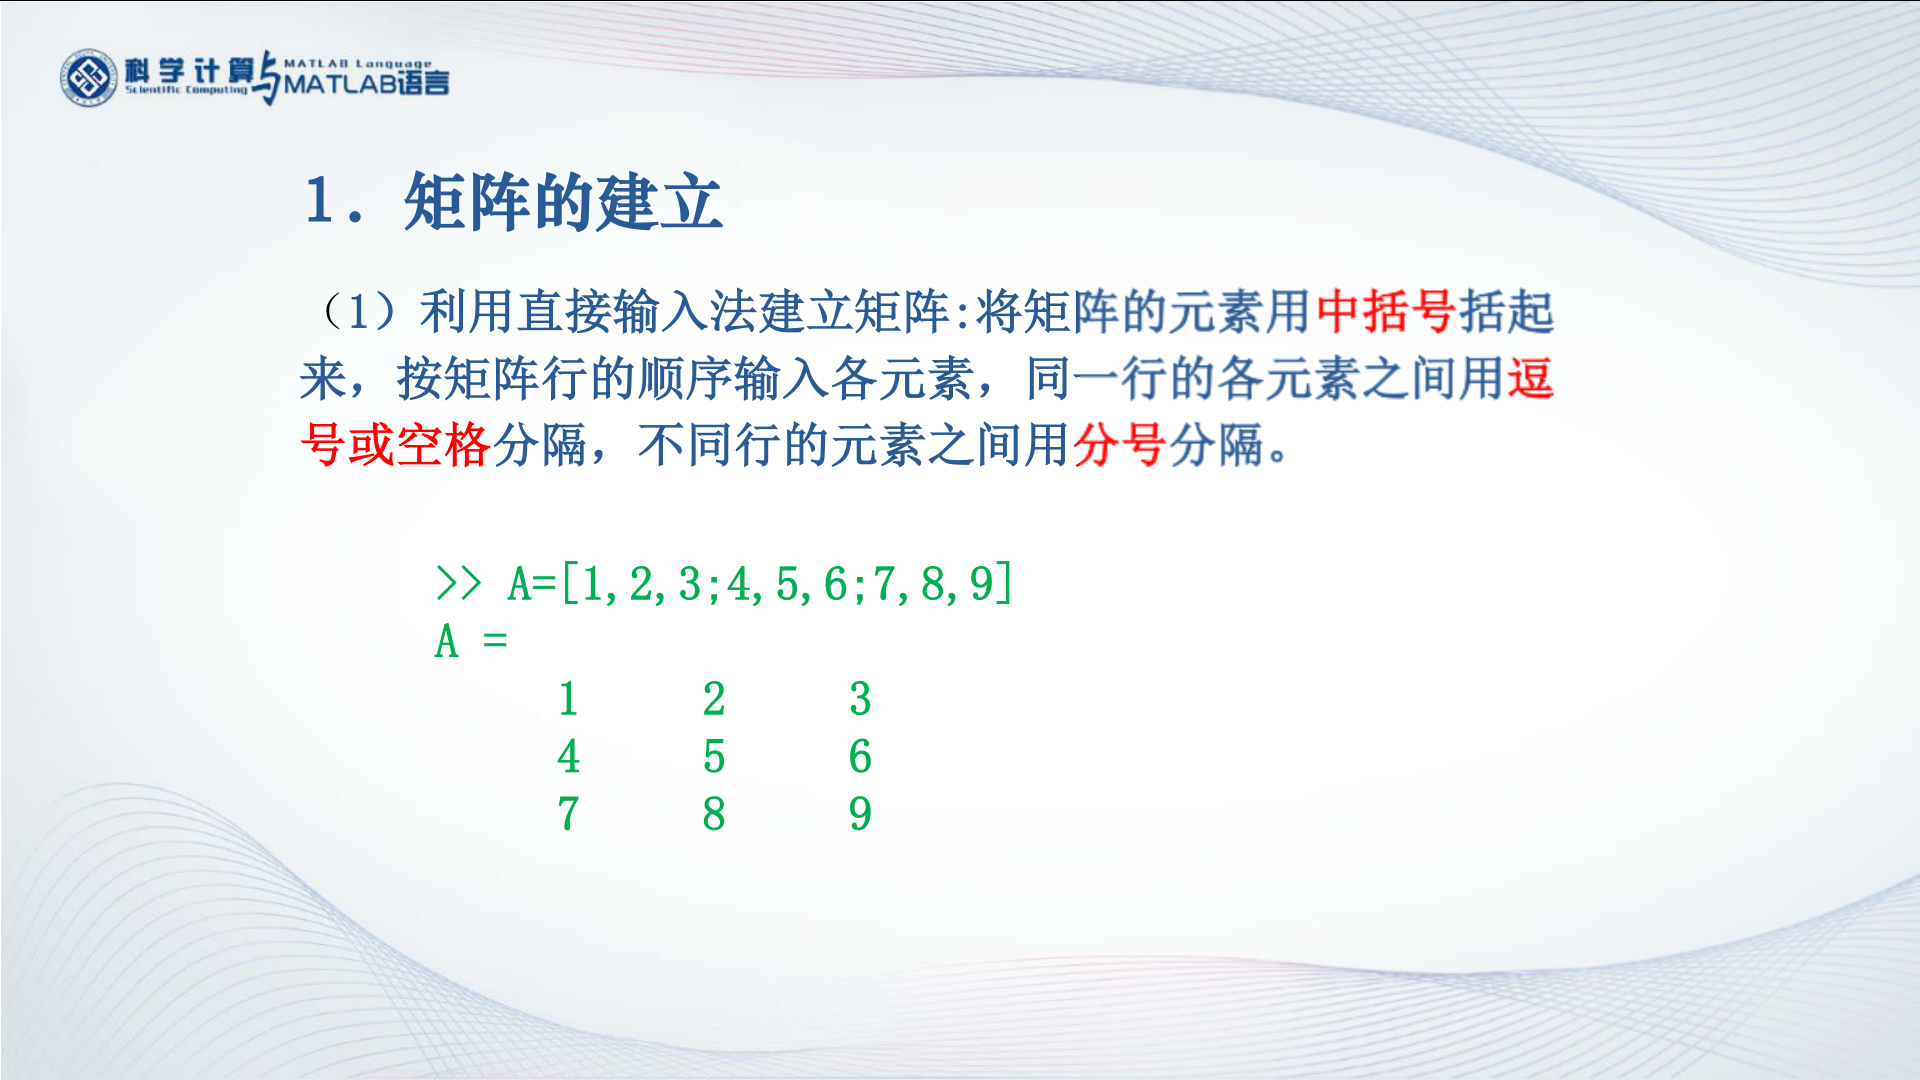 科学计算与MATLAB语言
Scientific Computing MATLAB Language
1. 矩阵的建立
（1）利用直接输入法建立矩阵:将矩阵的元素用中括号括起
来，按矩阵行的顺序输入各元素，同一行的各元素之间用逗
号或空格分隔，不同行的元素之间用分号分隔。
>> A=[1,2,3;4,5,6;7,8,9]
A =
1 2 3
4 5 6
7 8 9